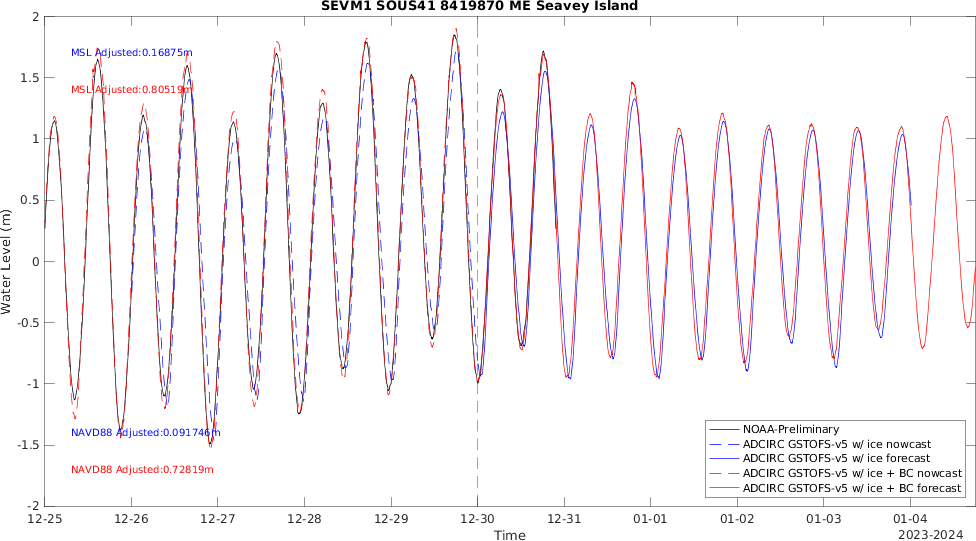 SEVM1 SOUS41 8419870 ME Seavey Island
2
1.5
1
0.5
0
-0.5
-1
-1.5
-2
Water Level (m)
MSL Adjusted:0.16875m
MSL Adjusted:0.80519m
NAVD88 Adjusted:0.091746m
NAVD88 Adjusted:0.72819m
NOAA-Preliminary
ADCIRC GSTOFS-v5 w/ ice nowcast
ADCIRC GSTOFS-v5 w/ ice forecast
ADCIRC GSTOFS-v5 w/ ice + BC nowcast
ADCIRC GSTOFS-v5 w/ ice + BC forecast
12-25 12-26 12-27 12-28 12-29 12-30 12-31 01-01 01-02 01-03 01-04
Time
2023-2024